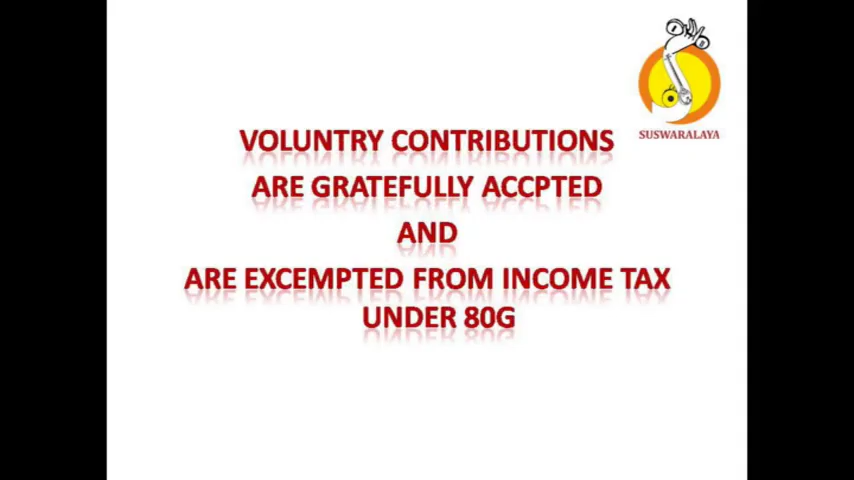 SUSWARALAYA
VOLUNTRY CONTRIBUTIONS
ARE GRATEFULLY ACCPTED
AND
ARE EXCEMPTED FROM INCOME TAX
UNDER 80G